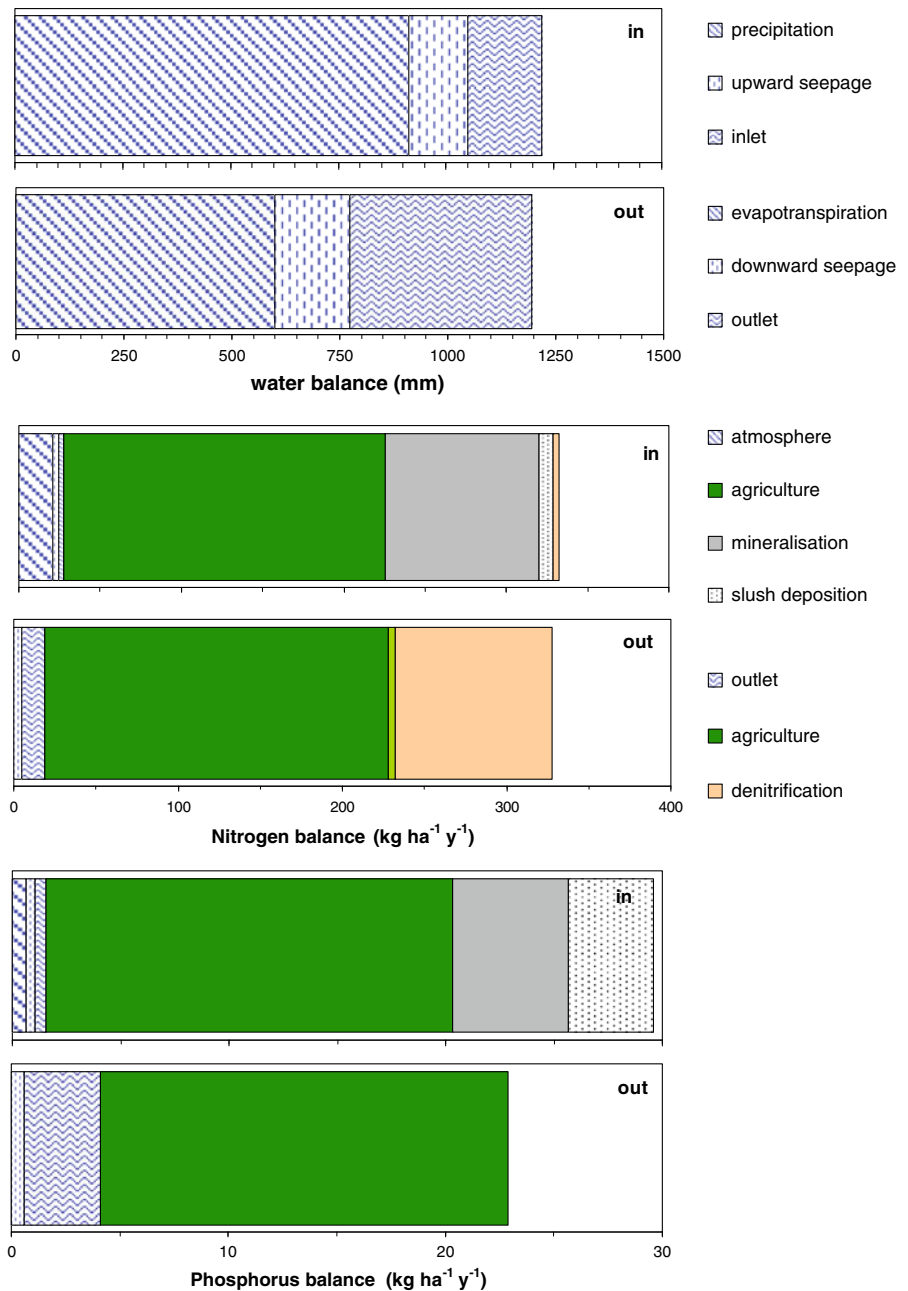 in
precipitation
upward seepage
inlet
out
evapotranspiration
downward seepage
outlet
0 250 500 750 1000 1250 1500
water balance (mm)
in
atmosphere
agriculture
mineralisation
slush deposition
out
outlet
agriculture
denitrification
0 100 200 300 400
Nitrogen balance (kg ha⁻¹ y⁻¹)
in
out
0 10 20 30
Phosphorus balance (kg ha⁻¹ y⁻¹)